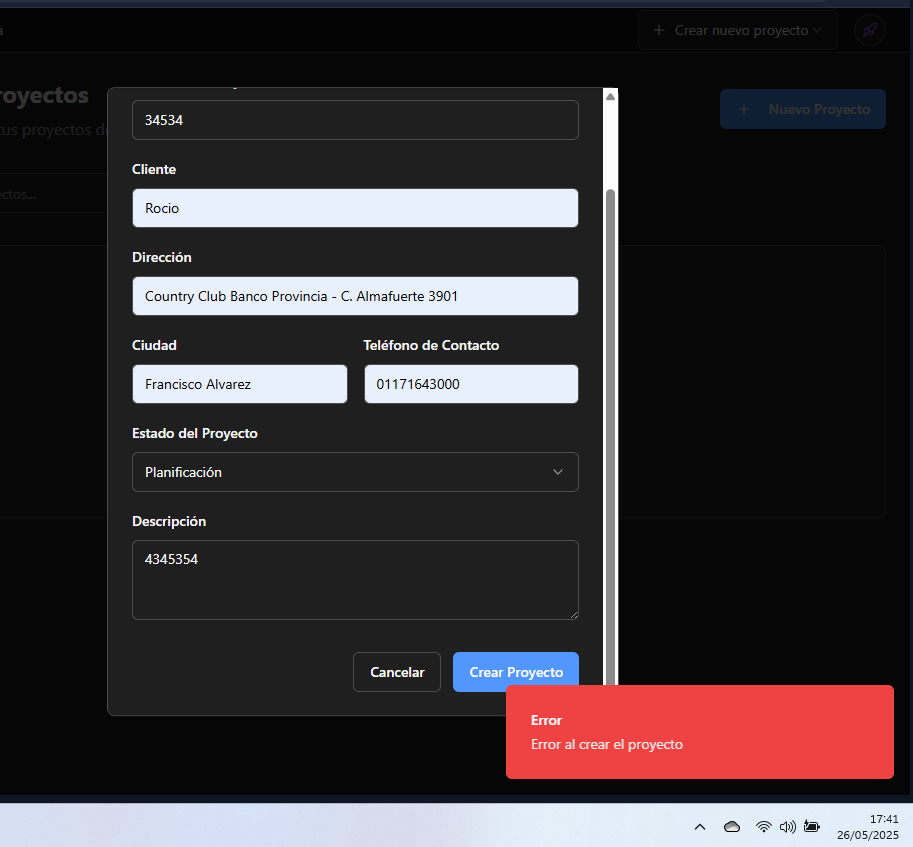 Crear nuevo proyecto
royectos
tus proyectos de
Nuevo Proyecto
ctos...
34534
Cliente
Rocio
Dirección
Country Club Banco Provincia - C. Almafuerte 3901
Ciudad
Teléfono de Contacto
Francisco Alvarez
01171643000
Estado del Proyecto
Planificación
Descripción
4345354
Cancelar
Crear Proyecto
Error
Error al crear el proyecto
17:41
26/05/2025